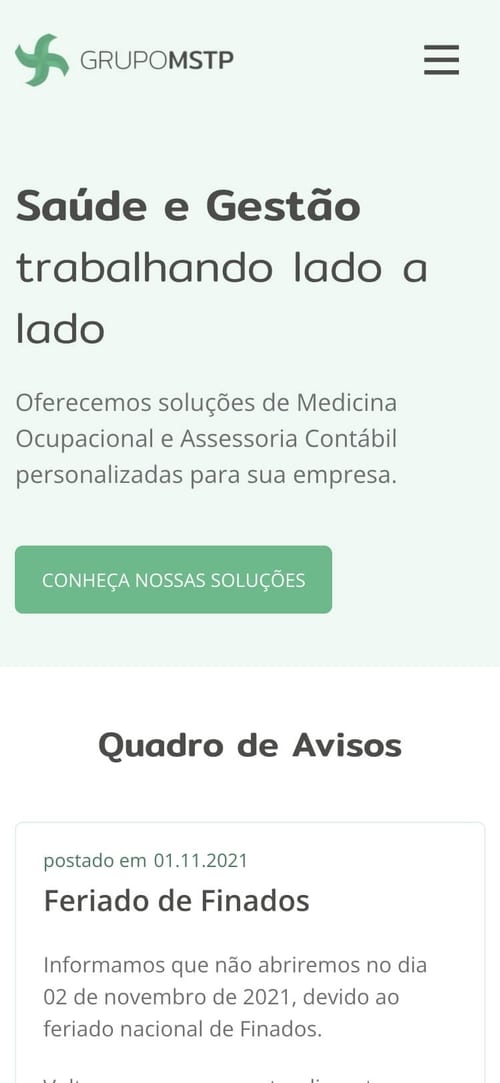 GRUPOMSTP
Saúde e Gestão
trabalhando lado a
lado
Oferecemos soluções de Medicina
Ocupacional e Assessoria Contábil
personalizadas para sua empresa.
CONHEÇA NOSSAS SOLUÇÕES
Quadro de Avisos
postado em 01.11.2021
Feriado de Finados
Informamos que não abriremos no dia
02 de novembro de 2021, devido ao
feriado nacional de Finados.